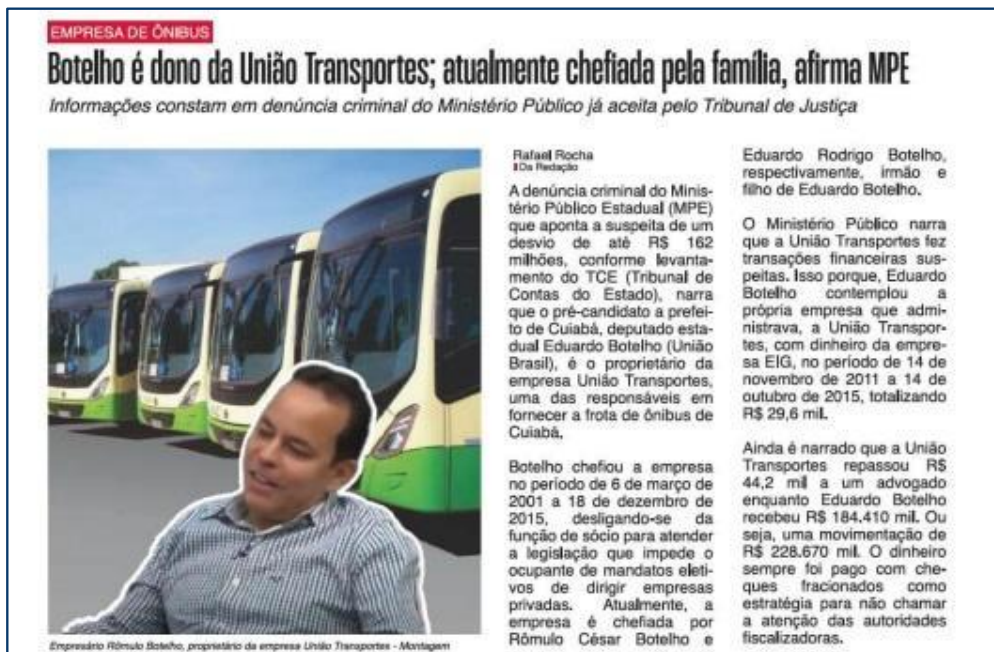 EMPRESA DE ÔNIBUS
Botelho é dono da União Transportes; atualmente chefiada pela família, afirma MPE
Informações constam em denúncia criminal do Ministério Público já aceita pelo Tribunal de Justiça
Rafael Rocha
Da Redação
A denúncia criminal do Minis-
tério Público Estadual (MPE)
que aponta a suspeita de um
desvio de até R$ 162
milhões, conforme levanta-
mento do TCE (Tribunal de
Contas do Estado), narra
que o pré-candidato a prefei-
to de Cuiabá, deputado esta-
dual Eduardo Botelho (União
Brasil), é o proprietário da
empresa União Transportes,
uma das responsáveis em
fornecer a frota de ônibus de
Cuiabá.
Botelho chefiou a empresa
no período de 6 de março de
2001 a 18 de dezembro de
2015, desligando-se da
função de sócio para atender
a legislação que impede o
ocupante de mandatos eleti-
vos de dirigir empresas
privadas. Atualmente, a
empresa é chefiada por
Rômulo César Botelho e
Eduardo Rodrigo Botelho,
respectivamente, irmão e
filho de Eduardo Botelho.
O Ministério Público narra
que a União Transportes fez
transações financeiras sus-
peitas. Isso porque, Eduardo
Botelho contemplou a
própria empresa que admi-
nistrava, a União Transpor-
tes, com dinheiro da empre-
sa EIG, no período de 14 de
novembro de 2011 a 14 de
outubro de 2015, totalizando
R$ 29,6 mil.
Ainda é narrado que a União
Transportes repassou R$
44,2 mil a um advogado
enquanto Eduardo Botelho
recebeu R$ 184.410 mil. Ou
seja, uma movimentação de
R$ 228.670 mil. O dinheiro
sempre foi pago com che-
ques fracionados como
estratégia para não chamar
a atenção das autoridades
fiscalizadoras.
Empresário Rômulo Botelho, proprietário da empresa União Transportes - Montagem